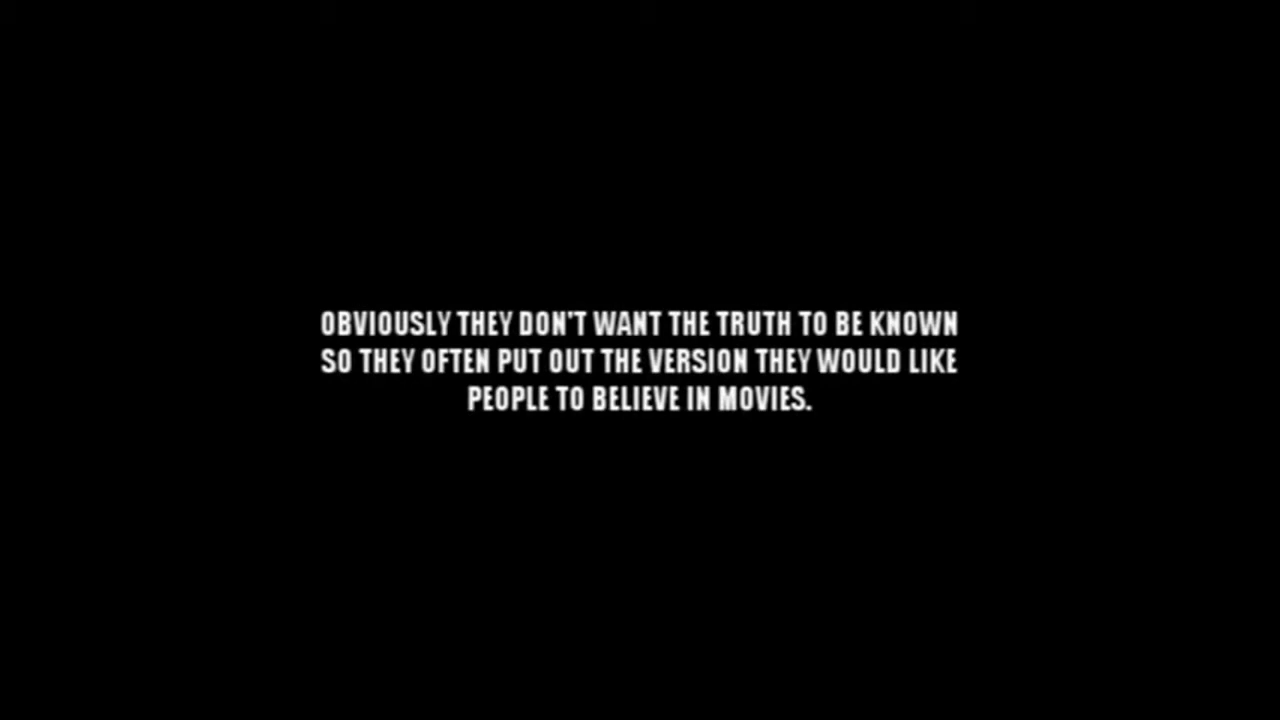 OBVIOUSLY THEY DON'T WANT THE TRUTH TO BE KNOWN
SO THEY OFTEN PUT OUT THE VERSION THEY WOULD LIKE
PEOPLE TO BELIEVE IN MOVIES.